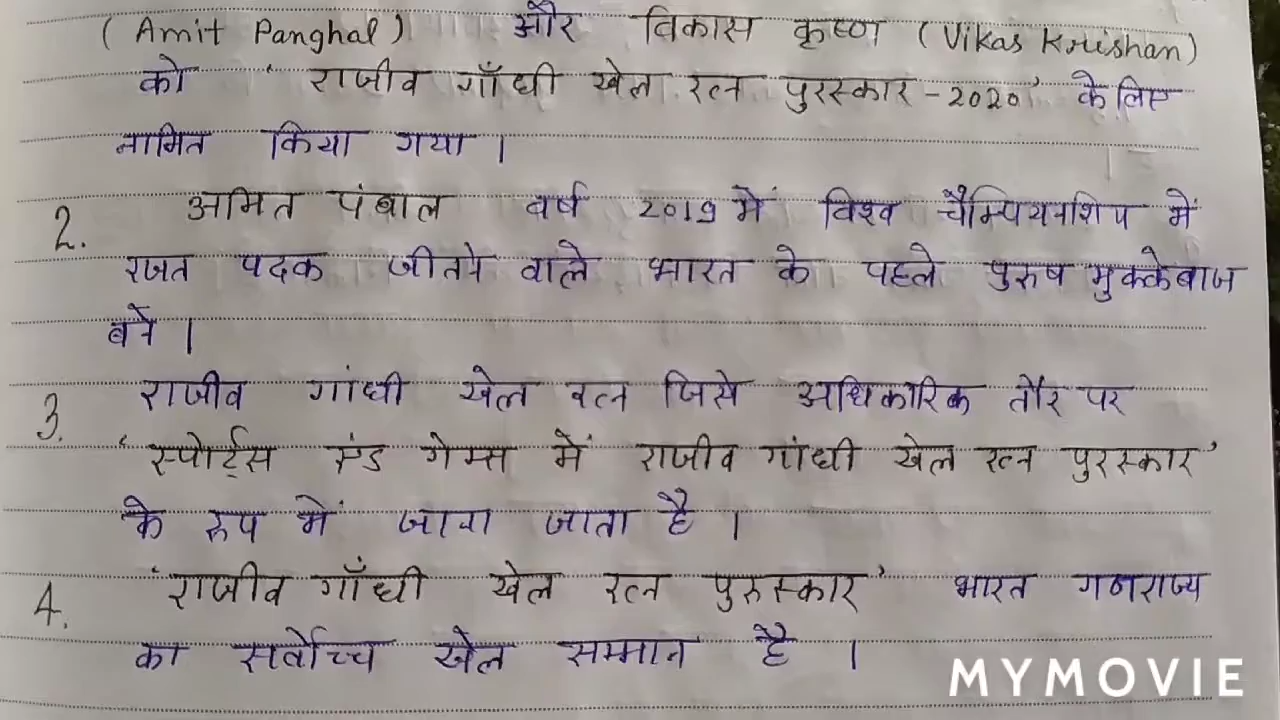 (Amit Panghal) और विकास कृष्ण (Vikas Krishan)
को 'राजीव गाँधी खेल रत्न पुरस्कार-2020' के लिए
नामित किया गया ।
2. अमित पंघाल वर्ष 2019 में विश्व चैम्पियनशिप में
रजत पदक जीतने वाले भारत के पहले पुरुष मुक्केबाज
बने ।
3. राजीव गांधी खेल रत्न जिसे आधिकारिक तौर पर
'स्पोर्ट्स एंड गेम्स में राजीव गांधी खेल रत्न पुरस्कार'
के रुप में जाना जाता है ।
4. 'राजीव गाँधी खेल रत्न पुरुस्कार' भारत गणराज्य
का सर्वोच्च खेल सम्मान है ।
MYMOVIE